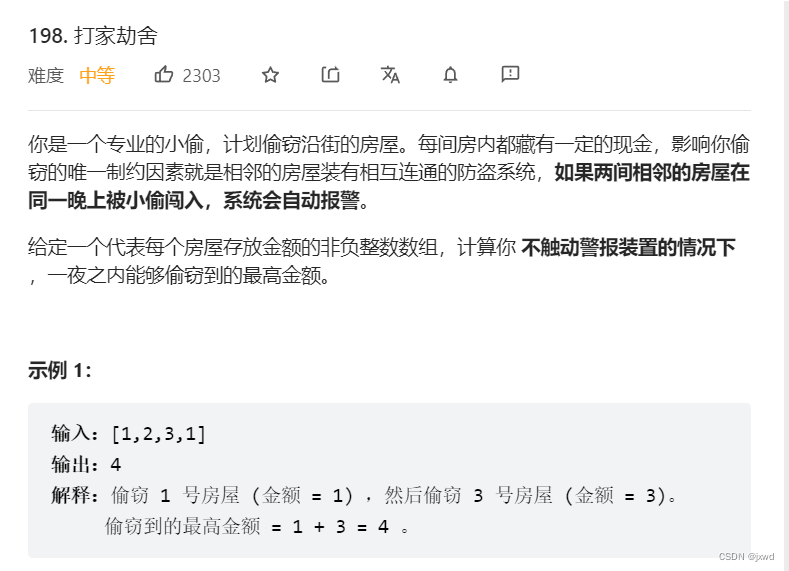 198. 打家劫舍
难度 中等 2303
你是一个专业的小偷，计划偷窃沿街的房屋。每间房内都藏有一定的现金，影响你偷
窃的唯一制约因素就是相邻的房屋装有相互连通的防盗系统，如果两间相邻的房屋在
同一晚上被小偷闯入，系统会自动报警。
给定一个代表每个房屋存放金额的非负整数数组，计算你 不触动警报装置的情况下
，一夜之内能够偷窃到的最高金额。
示例 1：
输入：[1,2,3,1]
输出：4
解释：偷窃 1 号房屋 (金额 = 1) ，然后偷窃 3 号房屋 (金额 = 3)。
偷窃到的最高金额 = 1 + 3 = 4 。
CSDN @jxwd